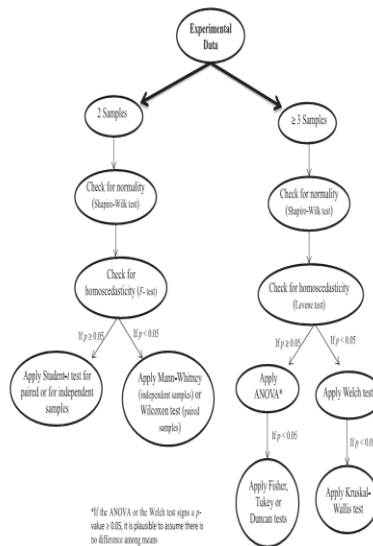 Experimental
Data
2 Samples
≥ 3 Samples
Check for normality
(Shapiro-Wilk test)
Check for normality
(Shapiro-Wilk test)
Check for
homoscedasticity (F- test)
Check for homoscedasticity
(Levene test)
If p ≥ 0.05
If p < 0.05
If p ≥ 0.05
If p < 0.05
Apply Student-t test for
paired or for independent
samples
Apply Mann-Whitney
(independent samples) or
Wilcoxon test (paired
samples)
Apply
ANOVA*
Apply Welch test
If p < 0.05
If p < 0.05
Apply Fisher,
Tukey or
Duncan tests
Apply Kruskal-
Wallis test
*If the ANOVA or the Welch test signs a p-
value ≥ 0.05, it is plausible to assume there is
no difference among means